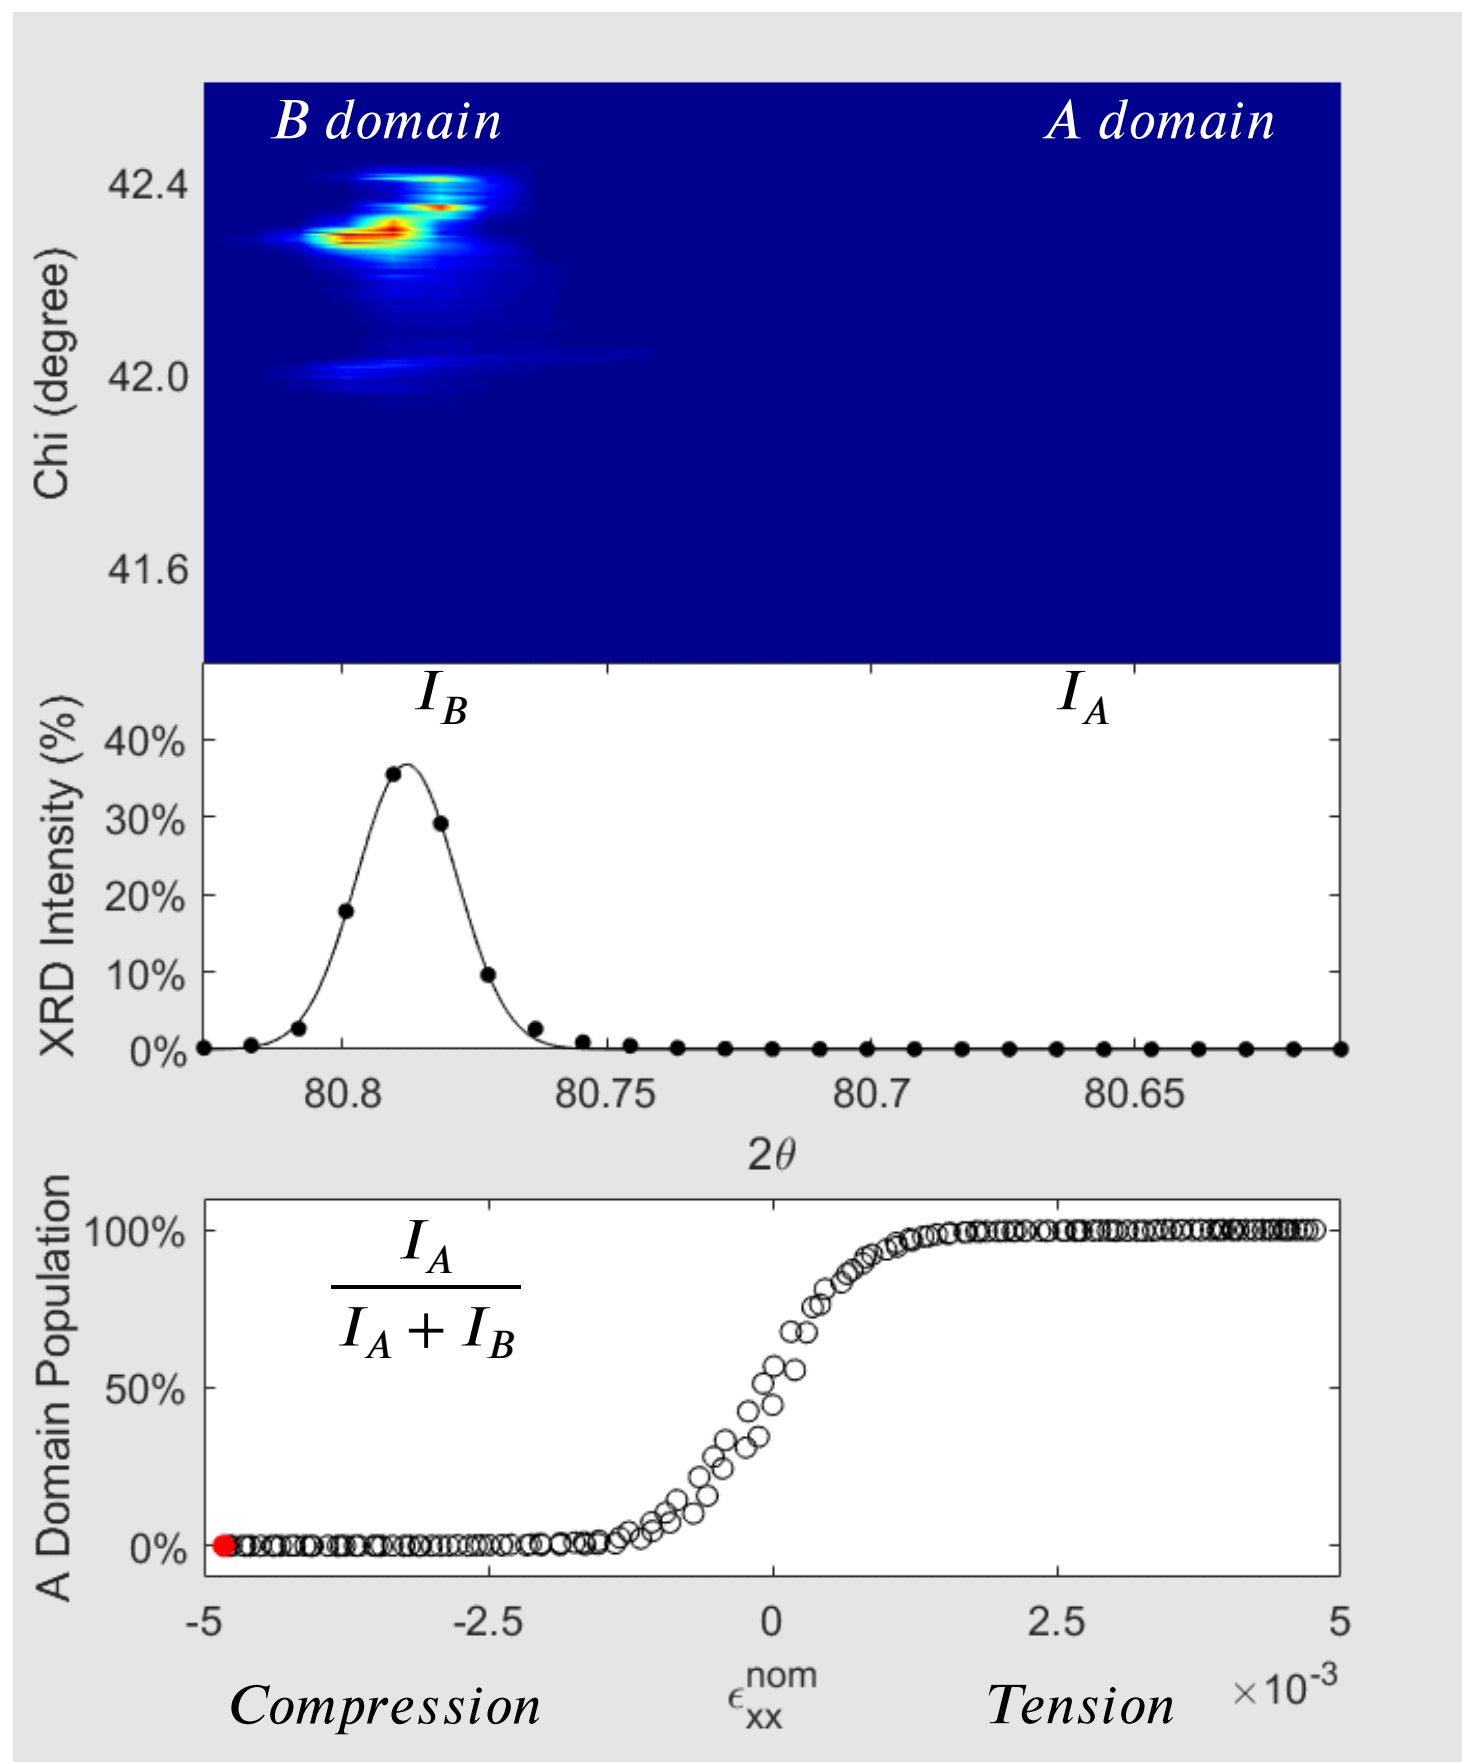 B domain
A domain
42.4
42.0
41.6
Chi (degree)
I_B
I_A
40%
30%
20%
10%
0%
XRD Intensity (%)
80.8 80.75 80.7 80.65
2θ
100%
50%
0%
A Domain Population
I_A
I_A + I_B
-5 -2.5 0 2.5 5
Compression
ϵ_xx^nom
Tension
×10^-3